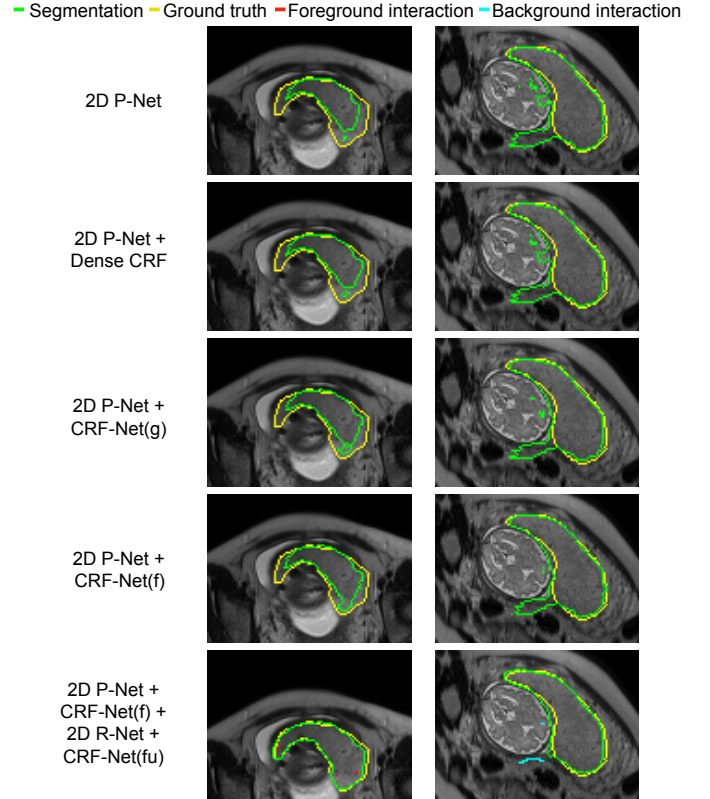 Segmentation Ground truth Foreground interaction Background interaction
2D P-Net
2D P-Net +
Dense CRF
2D P-Net +
CRF-Net(g)
2D P-Net +
CRF-Net(f)
2D P-Net +
CRF-Net(f) +
2D R-Net +
CRF-Net(fu)